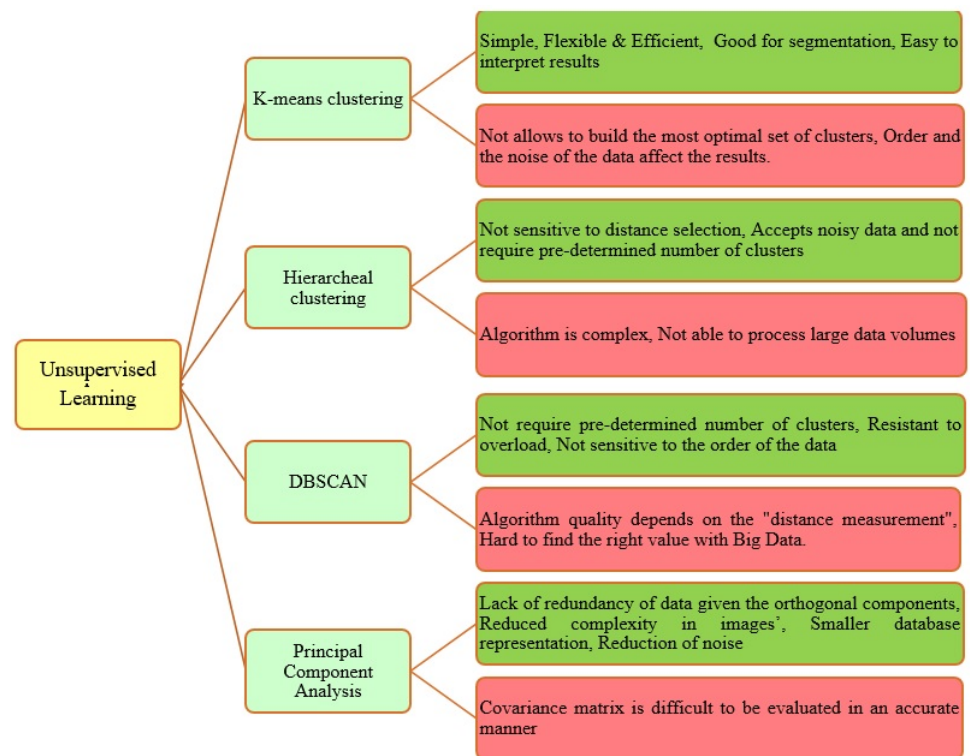 Unsupervised
Learning
K-means clustering
Simple, Flexible & Efficient, Good for segmentation, Easy to
interpret results
Not allows to build the most optimal set of clusters, Order and
the noise of the data affect the results.
Hierarcheal
clustering
Not sensitive to distance selection, Accepts noisy data and not
require pre-determined number of clusters
Algorithm is complex, Not able to process large data volumes
DBSCAN
Not require pre-determined number of clusters, Resistant to
overload, Not sensitive to the order of the data
Algorithm quality depends on the "distance measurement",
Hard to find the right value with Big Data.
Principal
Component
Analysis
Lack of redundancy of data given the orthogonal components,
Reduced complexity in images’, Smaller database
representation, Reduction of noise
Covariance matrix is difficult to be evaluated in an accurate
manner